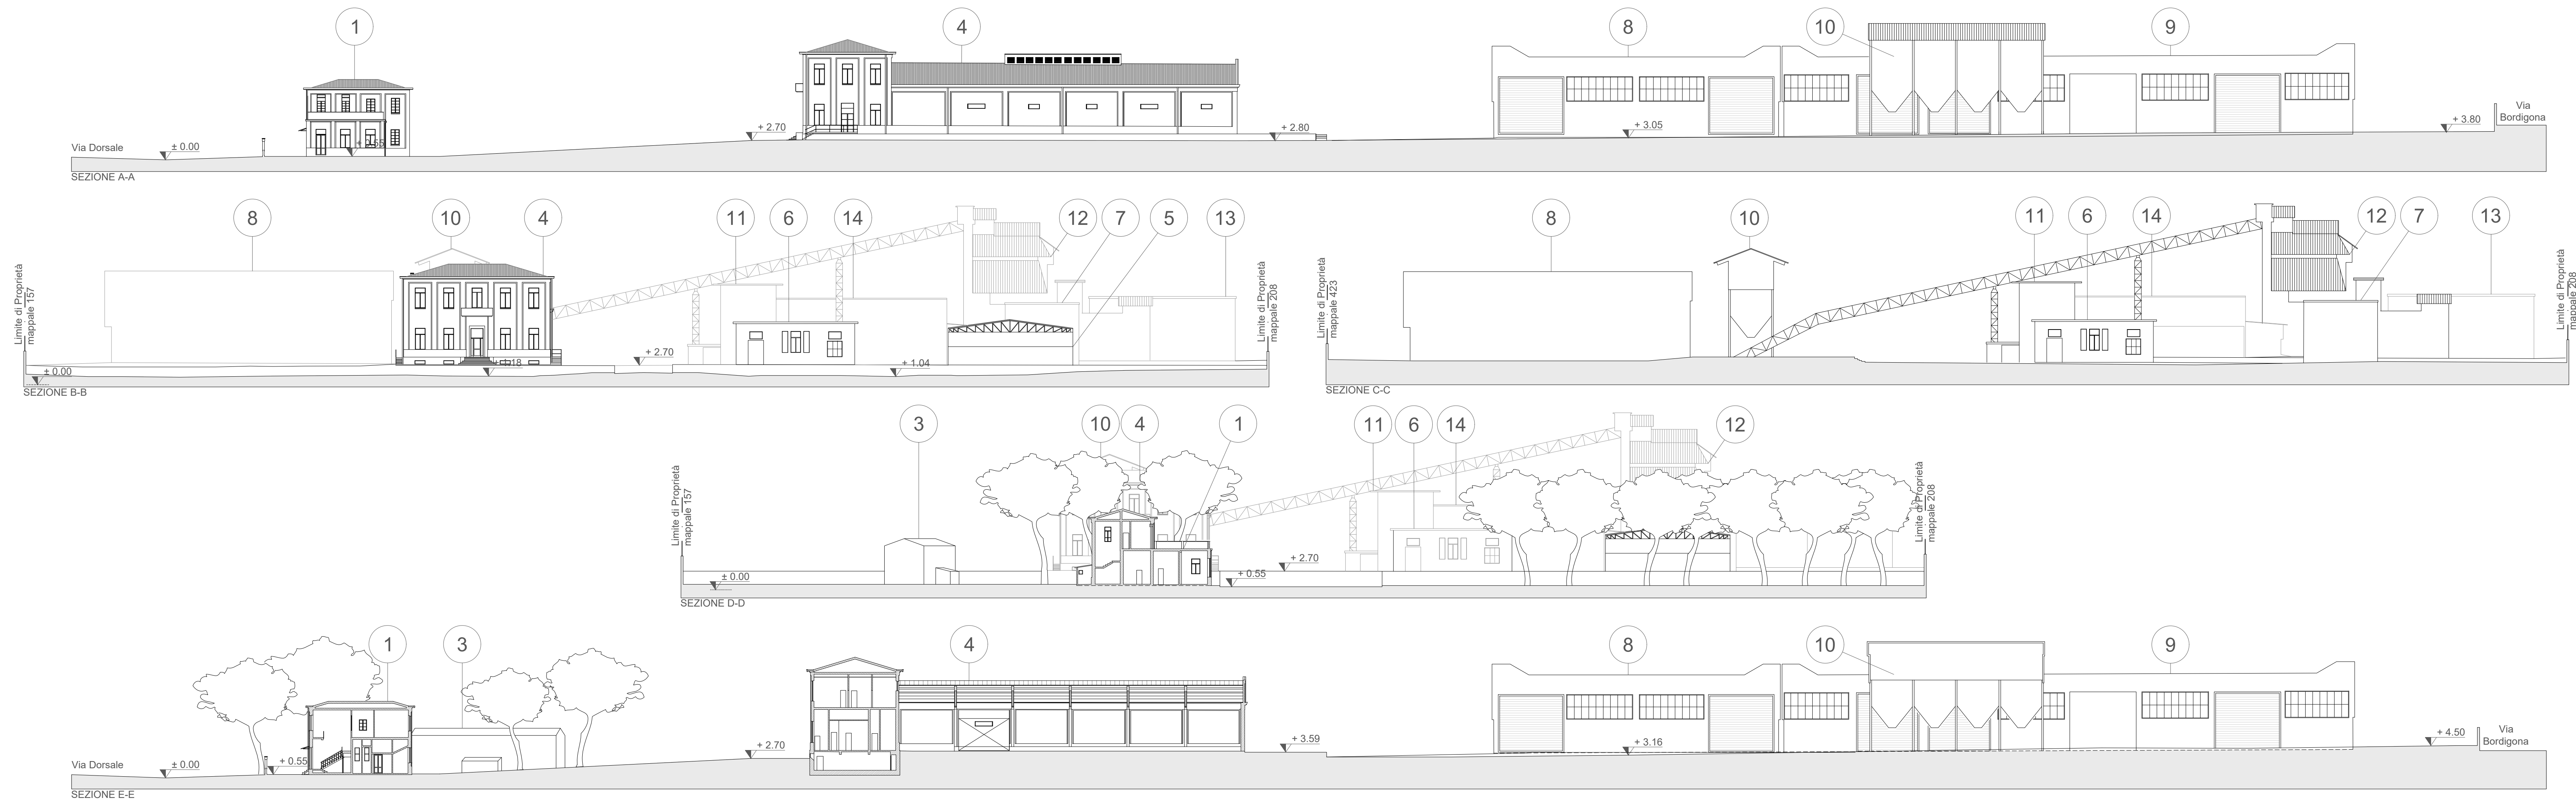 1
4
8
10
9
Via Dorsale
± 0.00
+ 0.55
+ 2.70
+ 2.80
+ 3.05
+ 3.80
Via
Bordigona
SEZIONE A-A
8
10
4
11
6
14
12
7
5
13
Limite di Proprietà
mappale 157
± 0.00
+ 2.70
+ 1.04
Limite di Proprietà
mappale 208
SEZIONE B-B
8
10
11
6
14
12
7
13
Limite di Proprietà
mappale 423
Limite di Proprietà
mappale 208
SEZIONE C-C
3
10
4
1
11
6
14
12
Limite di Proprietà
mappale 157
± 0.00
+ 0.55
+ 2.70
Limite di Proprietà
mappale 208
SEZIONE D-D
1
3
4
8
10
9
Via Dorsale
± 0.00
+ 0.55
+ 2.70
+ 3.59
+ 3.16
+ 4.50
Via
Bordigona
SEZIONE E-E